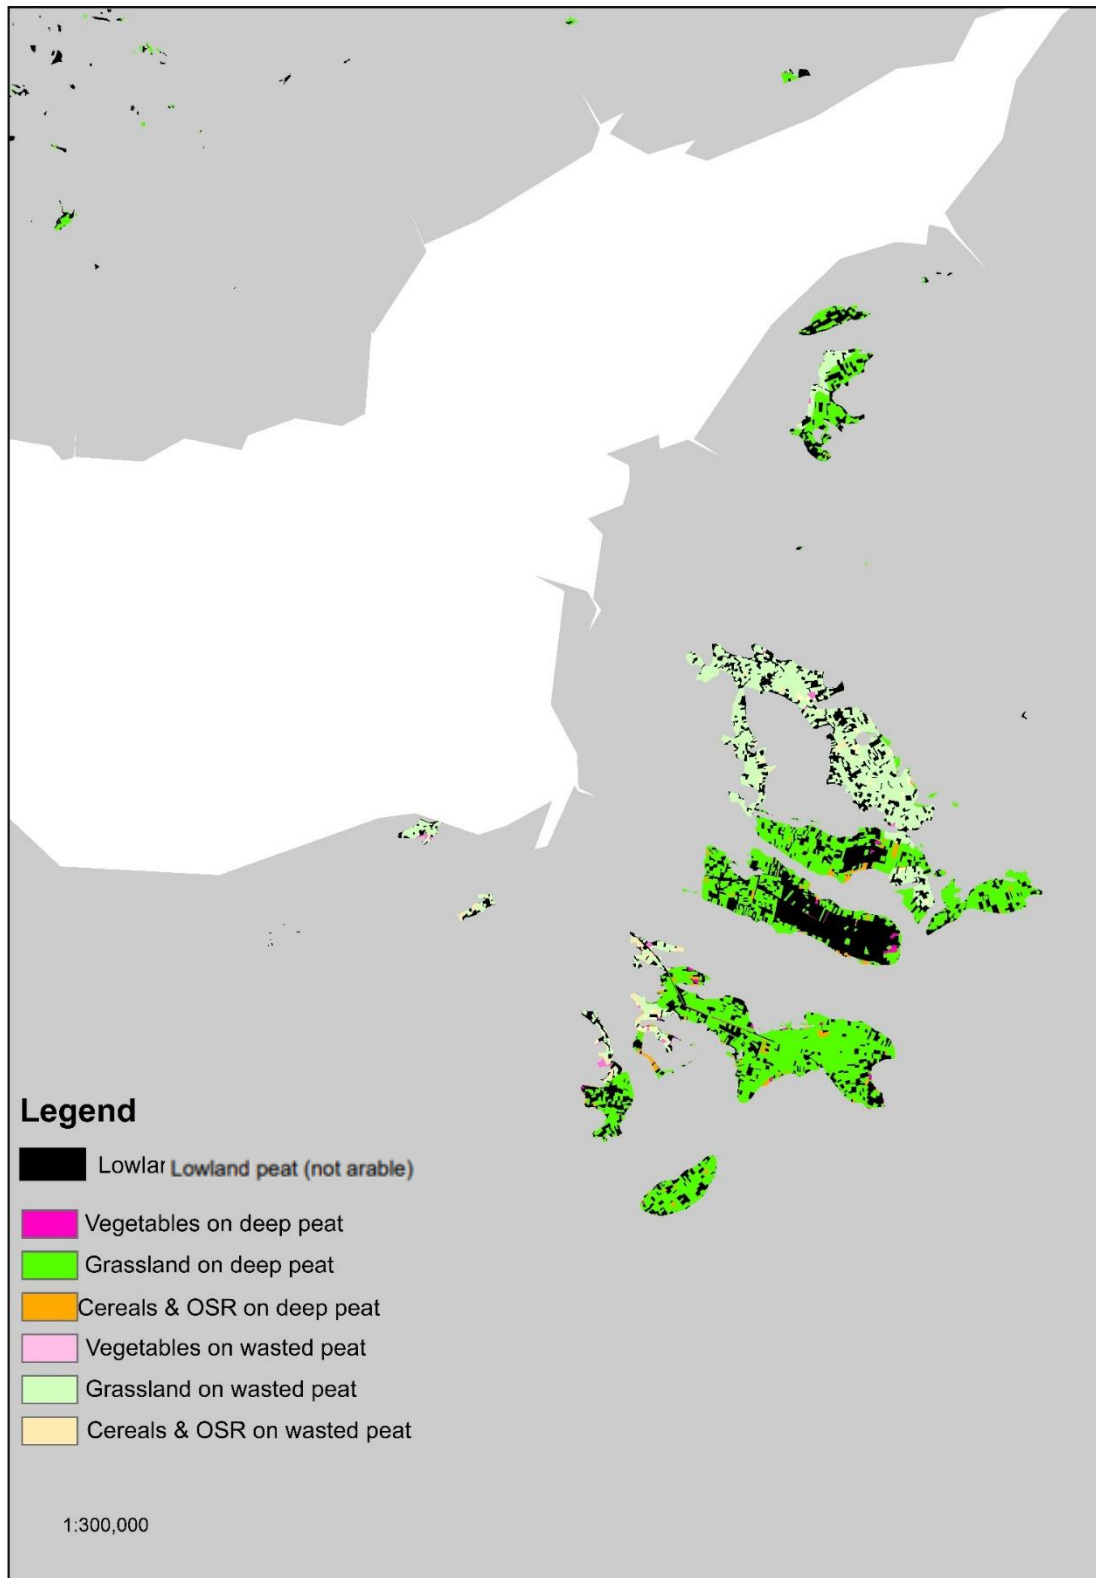 Legend
Lowlar Lowland peat (not arable)
Vegetables on deep peat
Grassland on deep peat
Cereals & OSR on deep peat
Vegetables on wasted peat
Grassland on wasted peat
Cereals & OSR on wasted peat
1:300,000